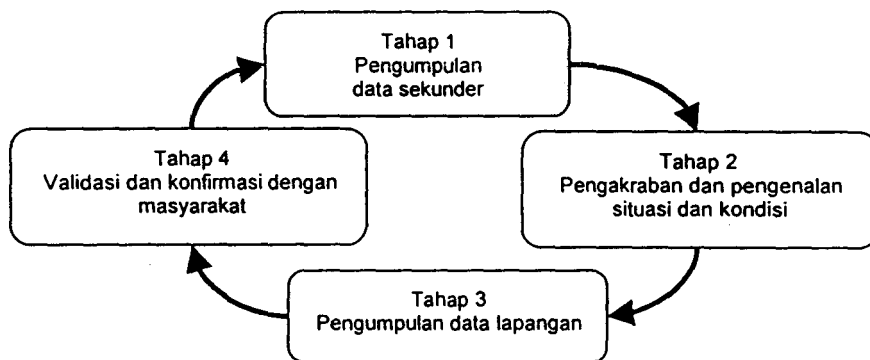 Tahap 1
Pengumpulan
data sekunder
Tahap 2
Pengakraban dan pengenalan
situasi dan kondisi
Tahap 3
Pengumpulan data lapangan
Tahap 4
Validasi dan konfirmasi dengan
masyarakat